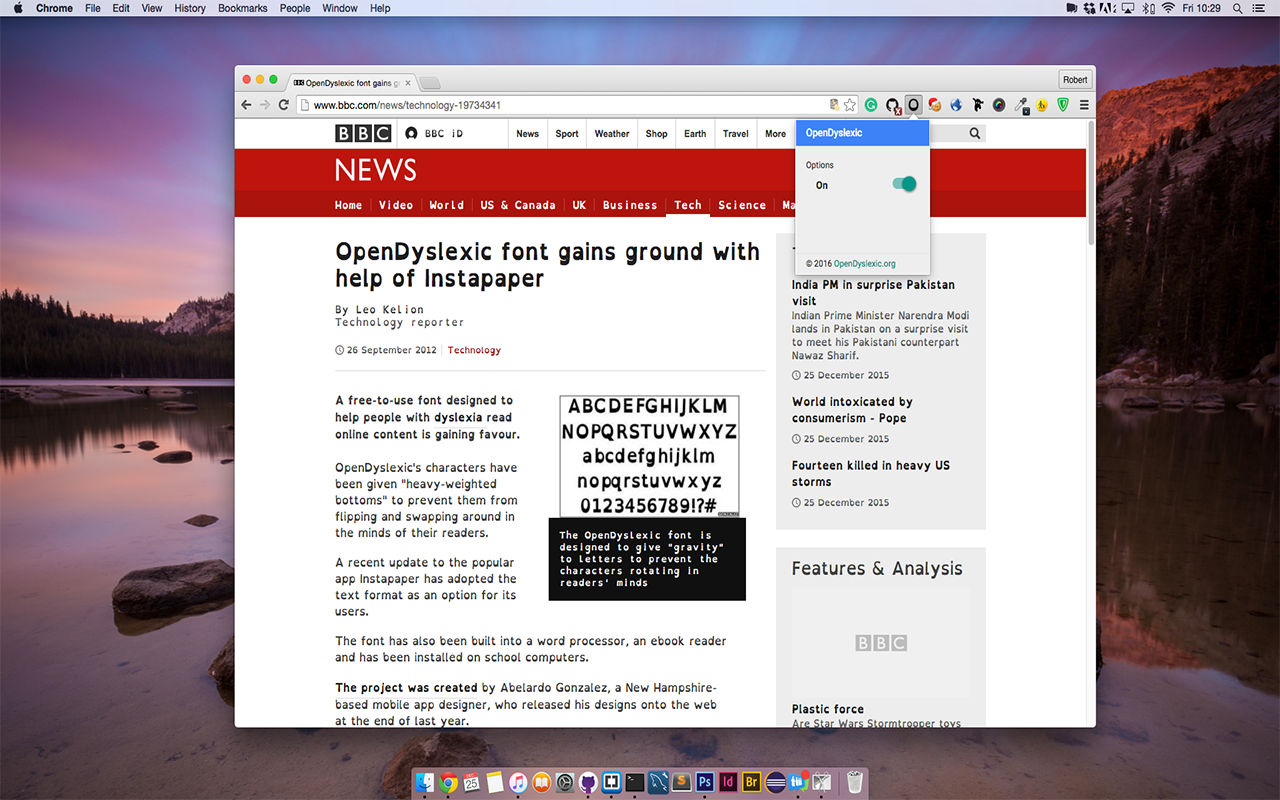 Chrome File Edit View History Bookmarks People Window Help
Fri 10:29
OpenDyslexic font gains g
Robert
www.bbc.com/news/technology-19734341
BBC BBC iD News Sport Weather Shop Earth Travel More
NEWS
Home Video World US & Canada UK Business Tech Science Ma
OpenDyslexic
Options
On
© 2016 OpenDyslexic.org
OpenDyslexic font gains ground with
help of Instapaper
By Leo Kelion
Technology reporter
26 September 2012 Technology
A free-to-use font designed to
help people with dyslexia read
online content is gaining favour.
OpenDyslexic's characters have
been given "heavy-weighted
bottoms" to prevent them from
flipping and swapping around in
the minds of their readers.
A recent update to the popular
app Instapaper has adopted the
text format as an option for its
users.
ABCDEFGHIJKLM
NOPQRSTUVWXYZ
abcdefghijklm
nopqrstuvwxyz
0123456789!?#
The OpenDyslexic font is
designed to give "gravity"
to letters to prevent the
characters rotating in
readers' minds
The font has also been built into a word processor, an ebook reader
and has been installed on school computers.
The project was created by Abelardo Gonzalez, a New Hampshire-
based mobile app designer, who released his designs onto the web
at the end of last year.
India PM in surprise Pakistan
visit
Indian Prime Minister Narendra Modi
lands in Pakistan on a surprise visit
to meet his Pakistani counterpart
Nawaz Sharif.
25 December 2015
World intoxicated by
consumerism - Pope
25 December 2015
Fourteen killed in heavy US
storms
25 December 2015
Features & Analysis
BBC
Plastic force
Are Star Wars Stormtrooper toys
DEC
25
Ps
Id
Br